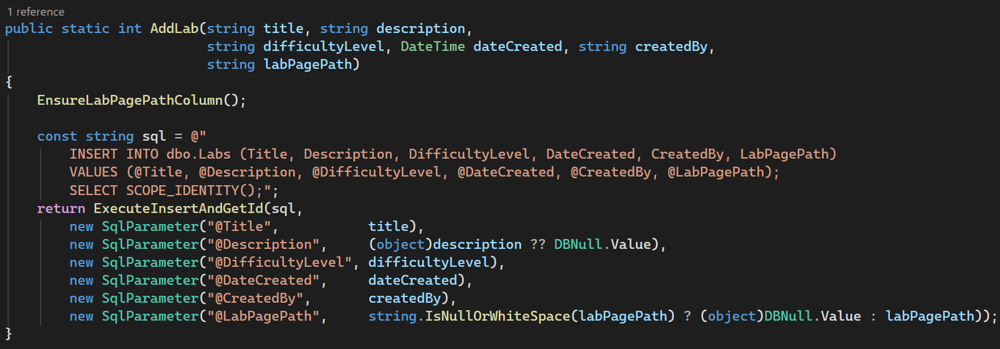 1 reference
public static int AddLab(string title, string description,
                         string difficultyLevel, DateTime dateCreated, string createdBy,
                         string labPagePath)
{
    EnsureLabPagePathColumn();

    const string sql = @"
        INSERT INTO dbo.Labs (Title, Description, DifficultyLevel, DateCreated, CreatedBy, LabPagePath)
        VALUES (@Title, @Description, @DifficultyLevel, @DateCreated, @CreatedBy, @LabPagePath);
        SELECT SCOPE_IDENTITY();";
    return ExecuteInsertAndGetId(sql,
        new SqlParameter("@Title",           title),
        new SqlParameter("@Description",     (object)description ?? DBNull.Value),
        new SqlParameter("@DifficultyLevel", difficultyLevel),
        new SqlParameter("@DateCreated",     dateCreated),
        new SqlParameter("@CreatedBy",       createdBy),
        new SqlParameter("@LabPagePath",     string.IsNullOrWhiteSpace(labPagePath) ? (object)DBNull.Value : labPagePath));
}